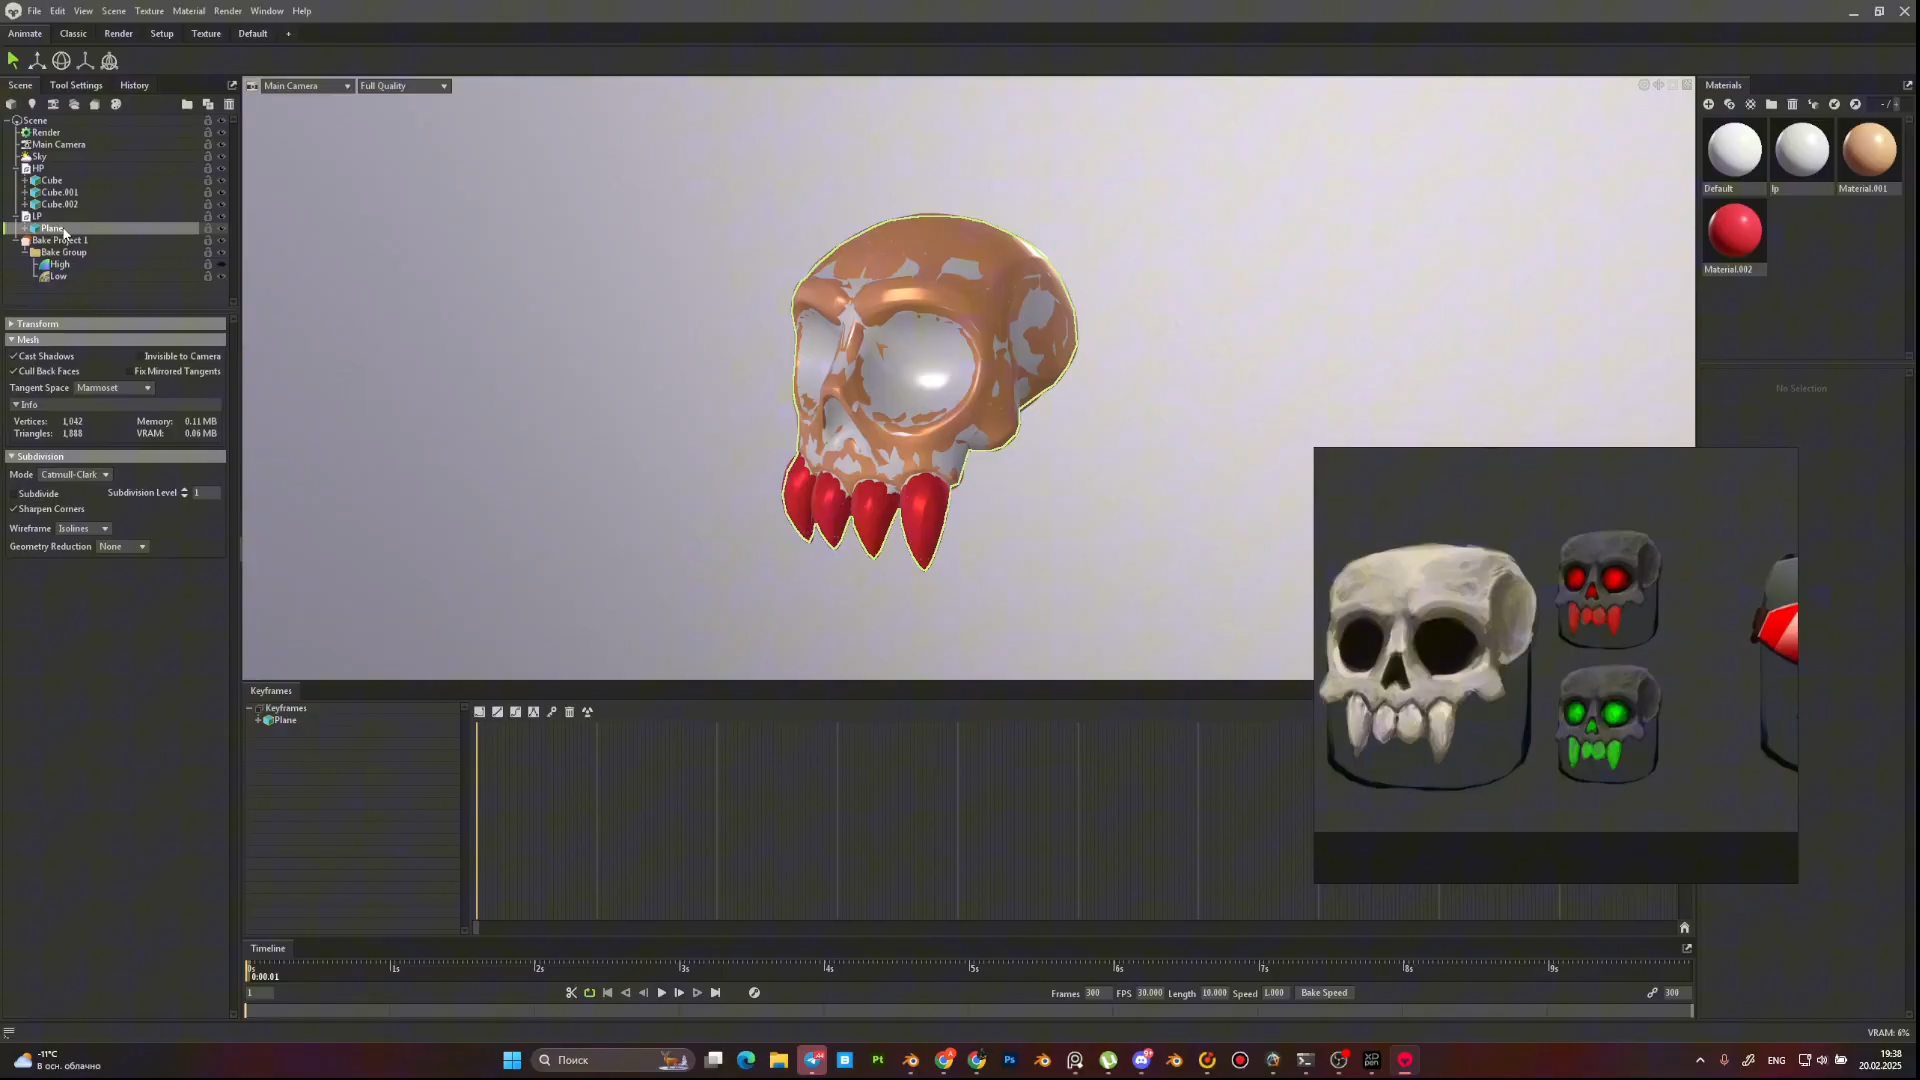 File Edit View Scene Texture Material Render Window Help
Animate Classic Render Setup Texture Default +
Scene Tool Settings History
Main Camera Full Quality
Materials
Scene
Render
Main Camera
Sky
HP
Cube
Cube.001
Cube.002
LP
Plane
Bake Project 1
Bake Group
High
Low
Default lp Material.001
Material.002
Transform
Mesh
Cast Shadows Invisible to Camera
Cull Back Faces Fix Mirrored Tangents
Tangent Space Marmoset
Info
Vertices: 1,042 Memory: 0.11 MB
Triangles: 1,888 VRAM: 0.06 MB
Subdivision
Mode Catmull-Clark
Subdivide Subdivision Level 1
Sharpen Corners
Wireframe Isolines
Geometry Reduction None
No Selection
Keyframes
Keyframes
Plane
Timeline
0s 1s 2s 3s 4s 5s 6s 7s 8s 9s
0:00.01
1 Frames 300 FPS 30.000 Length 10.000 Speed 1.000 Bake Speed 300
VRAM: 6%
-11°C
В осн. облачно
Поиск
ENG
19:38
20.02.2025